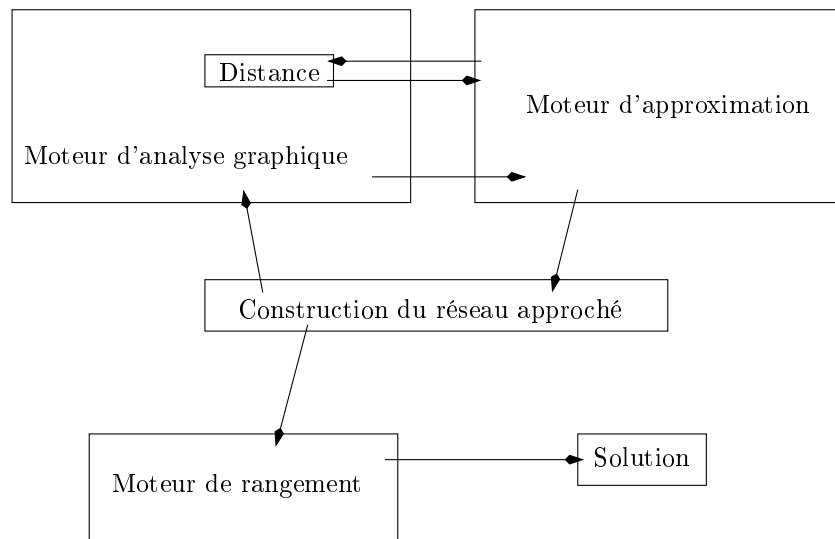 Distance
Moteur d'approximation
Moteur d'analyse graphique
Construction du réseau approché
Solution
Moteur de rangement